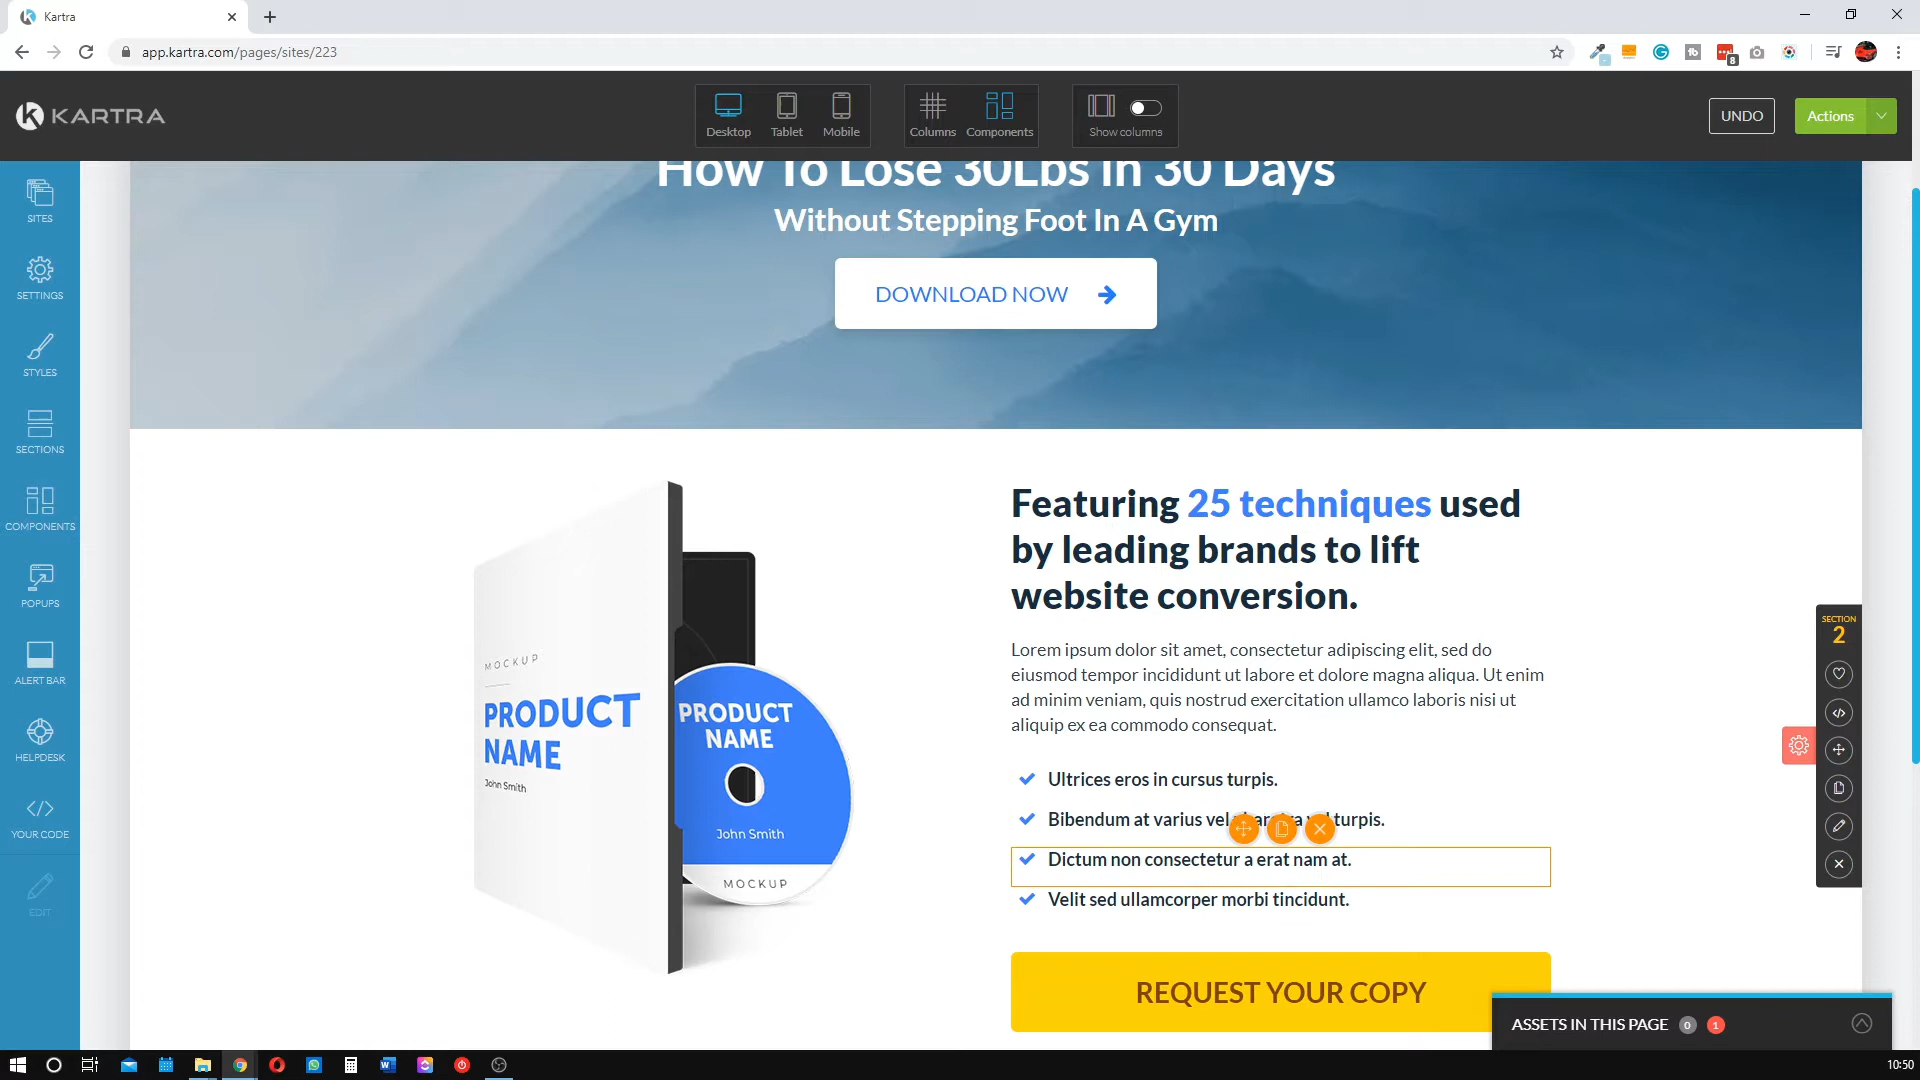 Kartra
app.kartra.com/pages/sites/223
8
KARTRA
Desktop
Tablet
Mobile
Columns
Components
Show columns
UNDO
Actions
SITES
SETTINGS
STYLES
SECTIONS
COMPONENTS
POPUPS
ALERT BAR
HELPDESK
YOUR CODE
EDIT
How To Lose 30Lbs In 30 Days
Without Stepping Foot In A Gym
DOWNLOAD NOW
MOCKUP
PRODUCT
NAME
John Smith
PRODUCT
NAME
John Smith
MOCKUP
Featuring 25 techniques used
by leading brands to lift
website conversion.
Lorem ipsum dolor sit amet, consectetur adipiscing elit, sed do
eiusmod tempor incididunt ut labore et dolore magna aliqua. Ut enim
ad minim veniam, quis nostrud exercitation ullamco laboris nisi ut
aliquip ex ea commodo consequat.
Ultrices eros in cursus turpis.
Bibendum at varius vel turpis.
Dictum non consectetur a erat nam at.
Velit sed ullamcorper morbi tincidunt.
REQUEST YOUR COPY
SECTION
2
ASSETS IN THIS PAGE 0 1
10:50